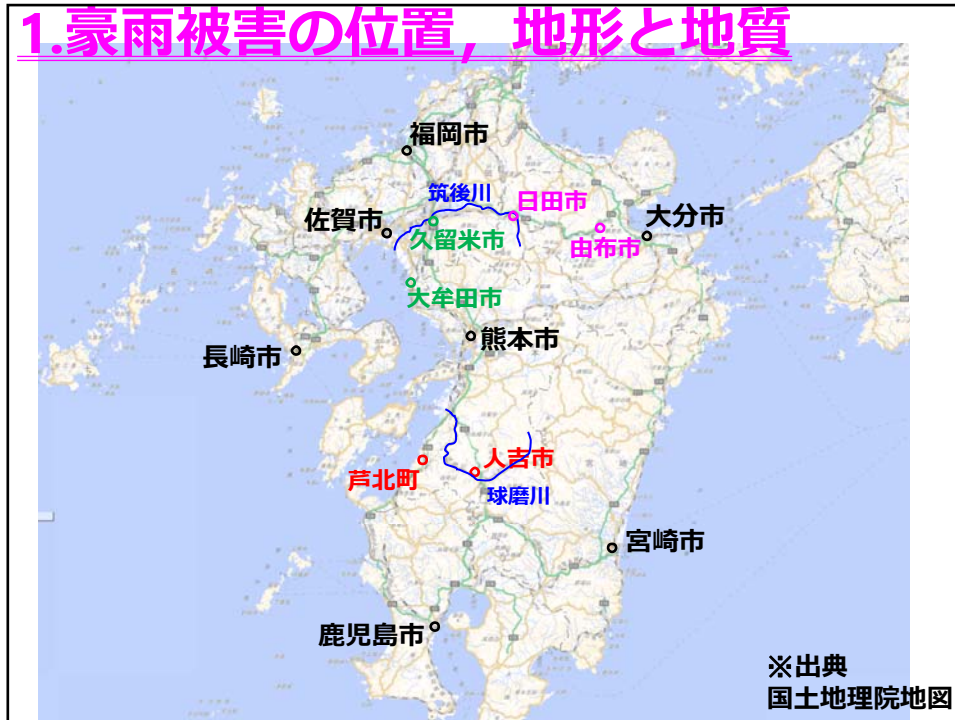 1.豪雨被害の位置，地形と地質
福岡市
筑後川
日田市
佐賀市
久留米市
大分市
由布市
大牟田市
熊本市
長崎市
人吉市
芦北町
球磨川
宮崎市
鹿児島市
※出典
国土地理院地図